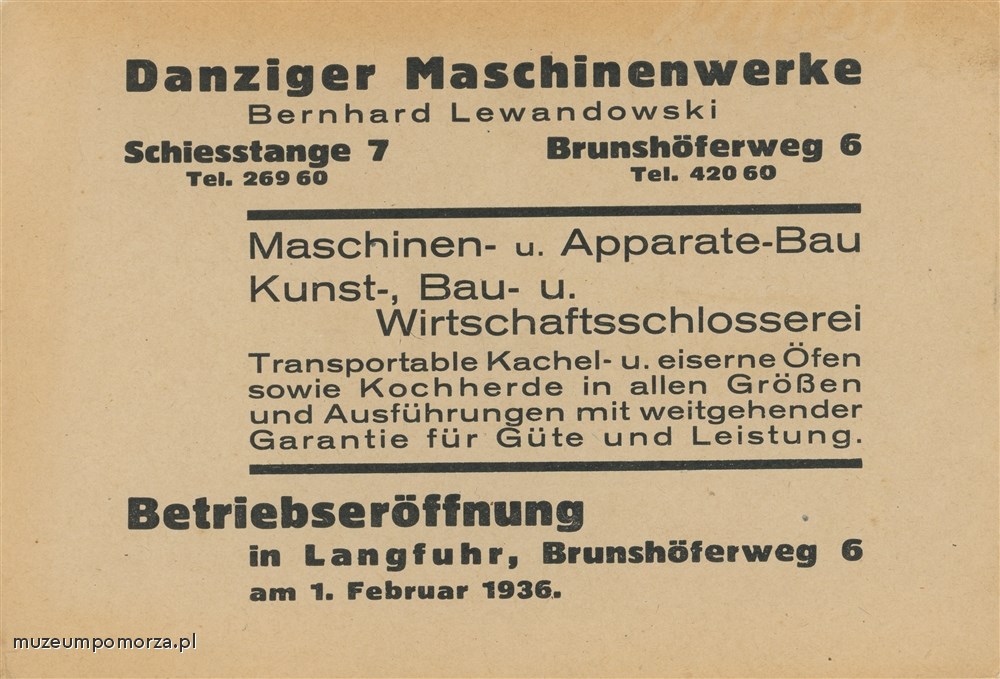 Danziger Maschinenwerke
Bernhard Lewandowski
Schiesstange 7
Tel. 269 60
Brunshöferweg 6
Tel. 420 60
Maschinen- u. Apparate-Bau
Kunst-, Bau- u.
Wirtschaftsschlosserei
Transportable Kachel- u. eiserne Öfen
sowie Kochherde in allen Größen
und Ausführungen mit weitgehender
Garantie für Güte und Leistung.
Betriebseröffnung
in Langfuhr, Brunshöferweg 6
am 1. Februar 1936.
muzeumpomorza.pl